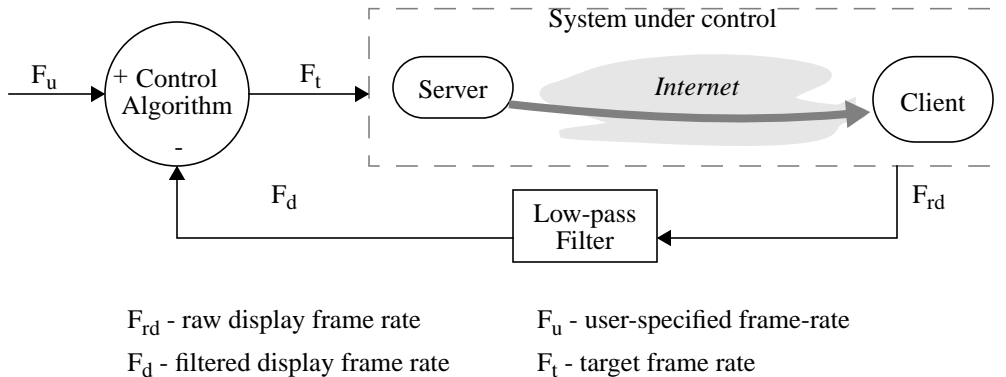 System under control
F_u
+ Control
Algorithm
-
F_t
Server
Internet
Client
F_d
Low-pass
Filter
F_rd
F_rd - raw display frame rate
F_u - user-specified frame-rate
F_d - filtered display frame rate
F_t - target frame rate